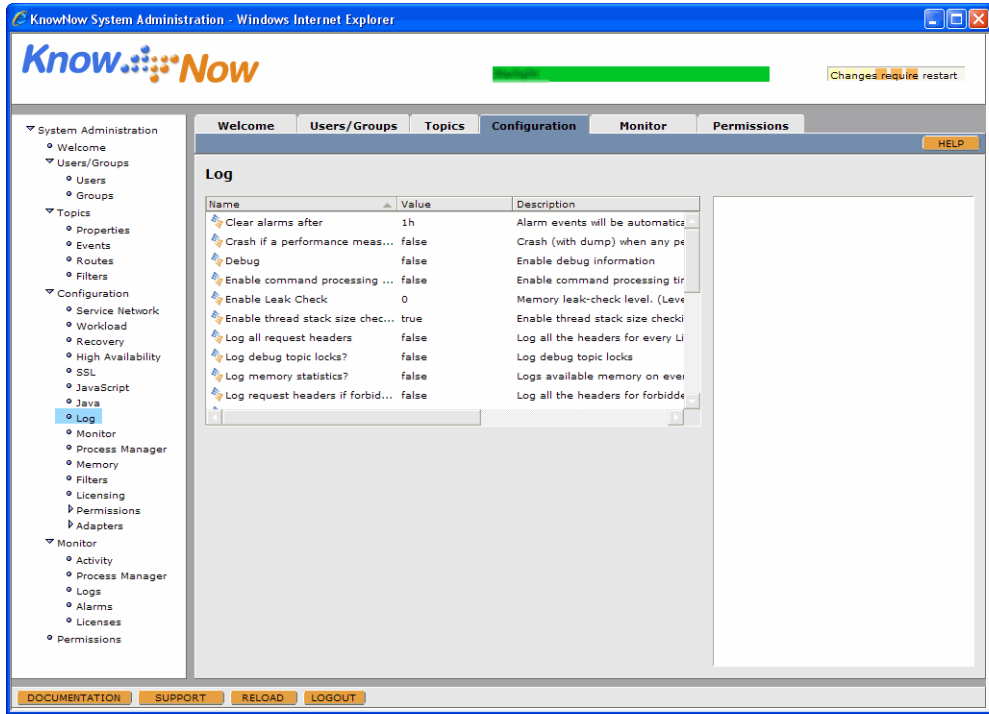 KnowNow System Administration - Windows Internet Explorer
Know Now
Changes require restart
System Administration
Welcome
Users/Groups
Users
Groups
Topics
Properties
Events
Routes
Filters
Configuration
Service Network
Workload
Recovery
High Availability
SSL
JavaScript
Java
Log
Monitor
Process Manager
Memory
Filters
Licensing
Permissions
Adapters
Monitor
Activity
Process Manager
Logs
Alarms
Licenses
Permissions
Welcome Users/Groups Topics Configuration Monitor Permissions
HELP
Log
Name Value Description
Clear alarms after 1h Alarm events will be automatica
Crash if a performance meas... false Crash (with dump) when any pe
Debug false Enable debug information
Enable command processing ... false Enable command processing tir
Enable Leak Check 0 Memory leak-check level. (Leve
Enable thread stack size chec... true Enable thread stack size checki
Log all request headers false Log all the headers for every Li
Log debug topic locks? false Log debug topic locks
Log memory statistics? false Logs available memory on ever
Log request headers if forbid... false Log all the headers for forbidde
DOCUMENTATION SUPPORT RELOAD LOGOUT